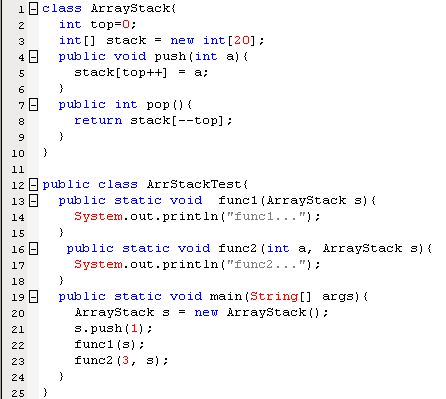 1 class ArrayStack{
2 int top=0;
3 int[] stack = new int[20];
4 public void push(int a){
5 stack[top++] = a;
6 }
7 public int pop(){
8 return stack[--top];
9 }
10 }
11
12 public class ArrStackTest{
13 public static void  func1(ArrayStack s){
14 System.out.println("func1...");
15 }
16 public static void func2(int a, ArrayStack s){
17 System.out.println("func2...");
18 }
19 public static void main(String[] args){
20 ArrayStack s = new ArrayStack();
21 s.push(1);
22 func1(s);
23 func2(3, s);
24 }
25 }